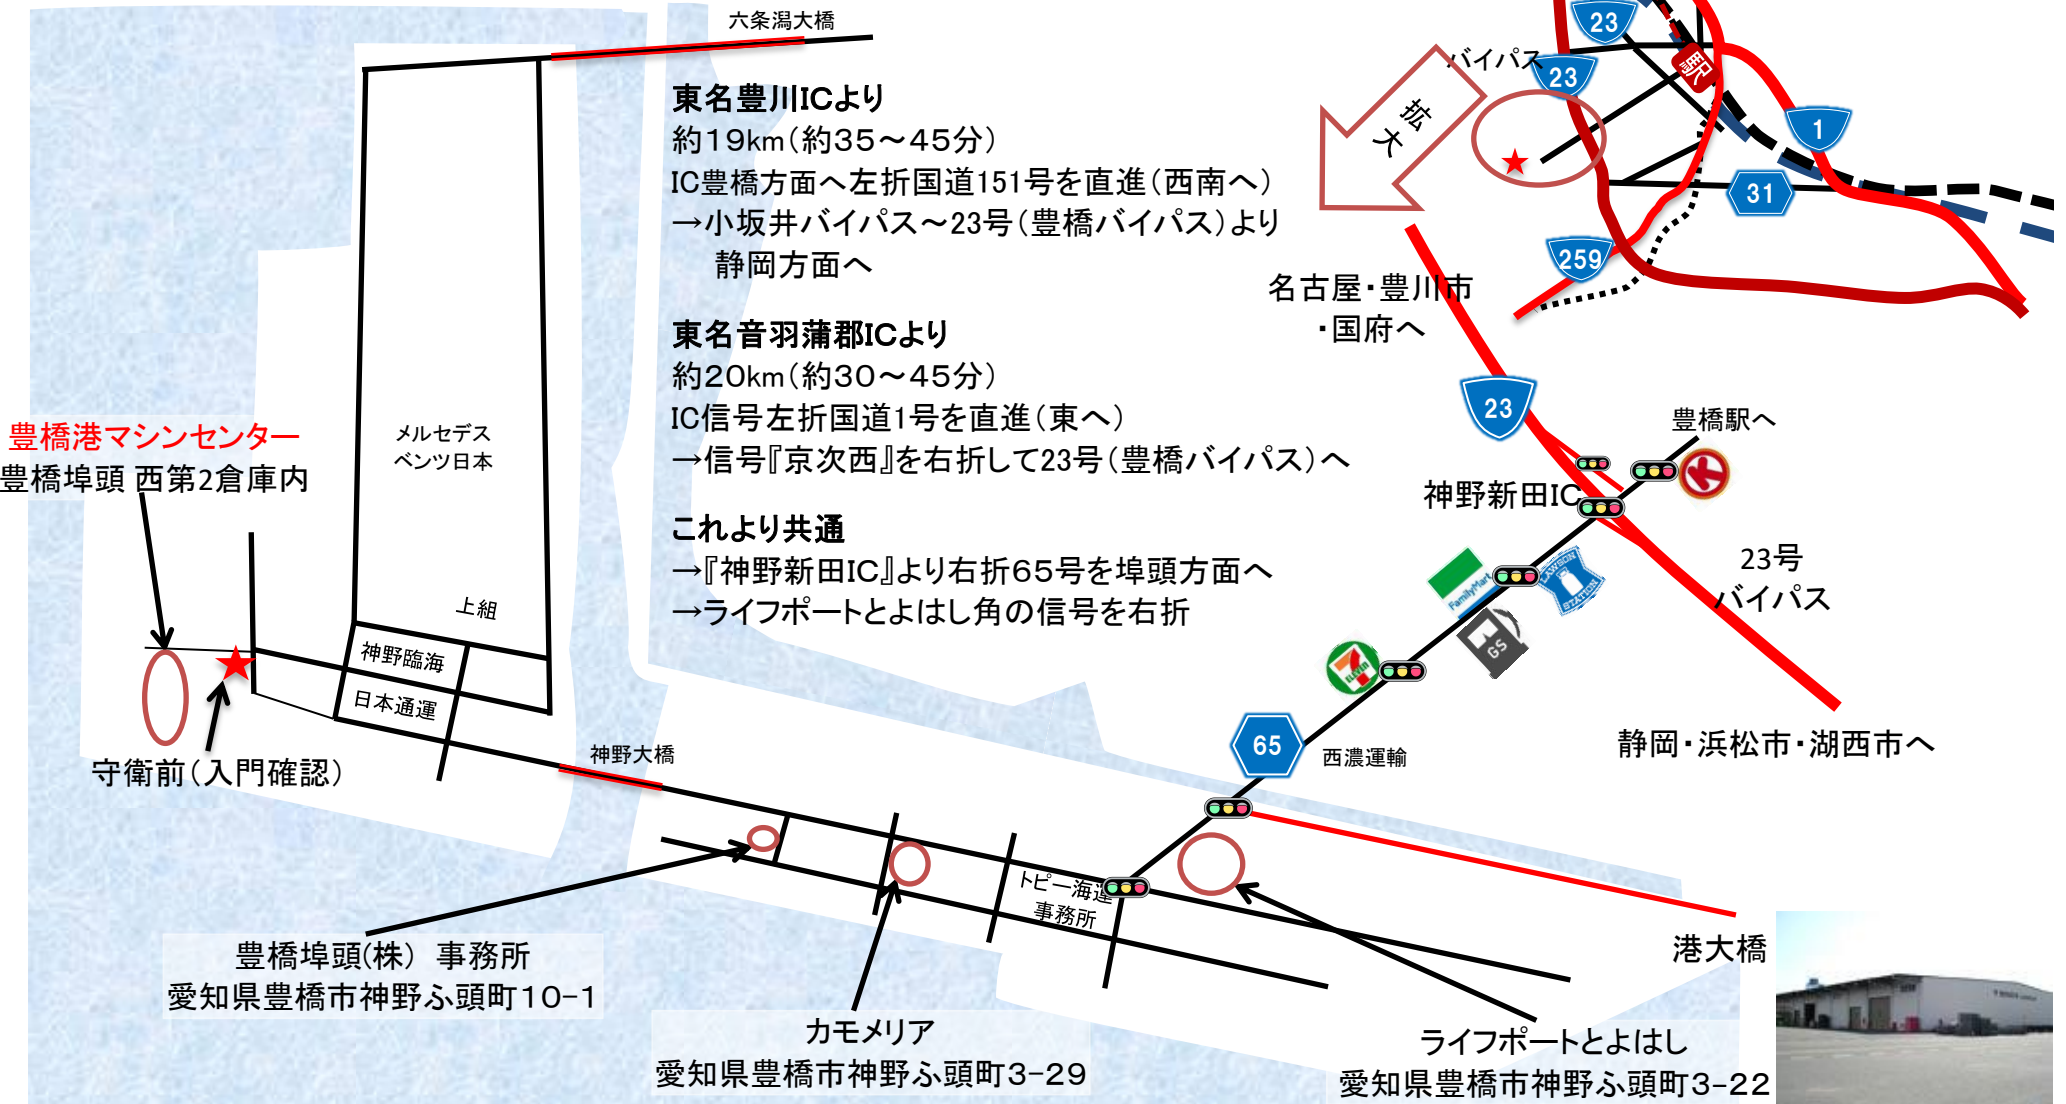 六条潟大橋
東名豊川ICより
約19km(約35～45分)
IC豊橋方面へ左折国道151号を直進(西南へ)
→小坂井バイパス～23号(豊橋バイパス)より
静岡方面へ
東名音羽蒲郡ICより
約20km(約30～45分)
IC信号左折国道1号を直進(東へ)
→信号『京次西』を右折して23号(豊橋バイパス)へ
これより共通
→『神野新田IC』より右折65号を埠頭方面へ
→ライフポートとよはし角の信号を右折
23
バイパス
23
駅
拡
大
1
31
259
名古屋・豊川市
・国府へ
23
豊橋駅へ
K
神野新田IC
23号
バイパス
FamilyMart
LAWSON
STATION
GS
7
ELEVEN
65
西濃運輸
静岡・浜松市・湖西市へ
豊橋港マシンセンター
豊橋埠頭 西第2倉庫内
メルセデス
ベンツ日本
上組
神野臨海
日本通運
守衛前(入門確認)
神野大橋
トピー海運
事務所
港大橋
豊橋埠頭(株) 事務所
愛知県豊橋市神野ふ頭町10-1
カモメリア
愛知県豊橋市神野ふ頭町3-29
ライフポートとよはし
愛知県豊橋市神野ふ頭町3-22